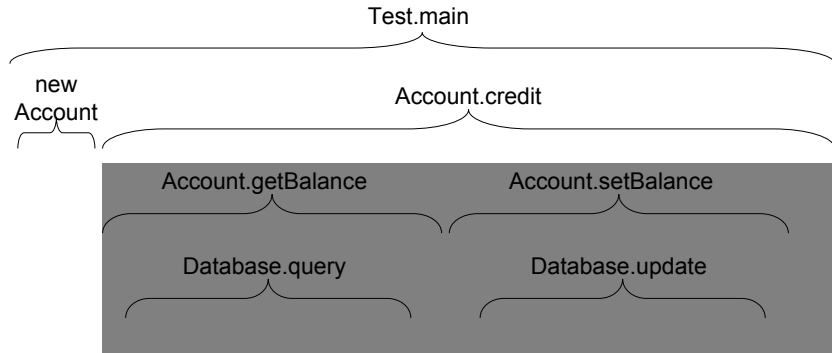 Test.main
new
Account
Account.credit
Account.getBalance
Account.setBalance
Database.query
Database.update